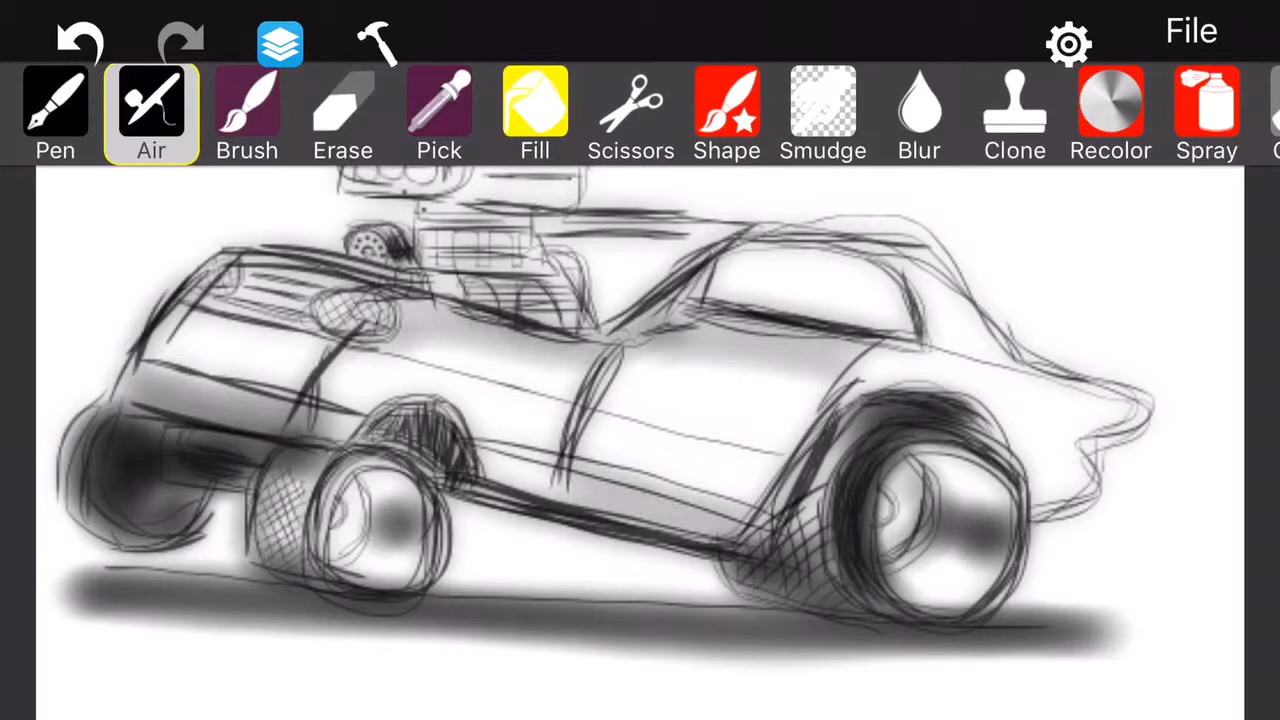 File
Pen
Air
Brush
Erase
Pick
Fill
Scissors
Shape
Smudge
Blur
Clone
Recolor
Spray